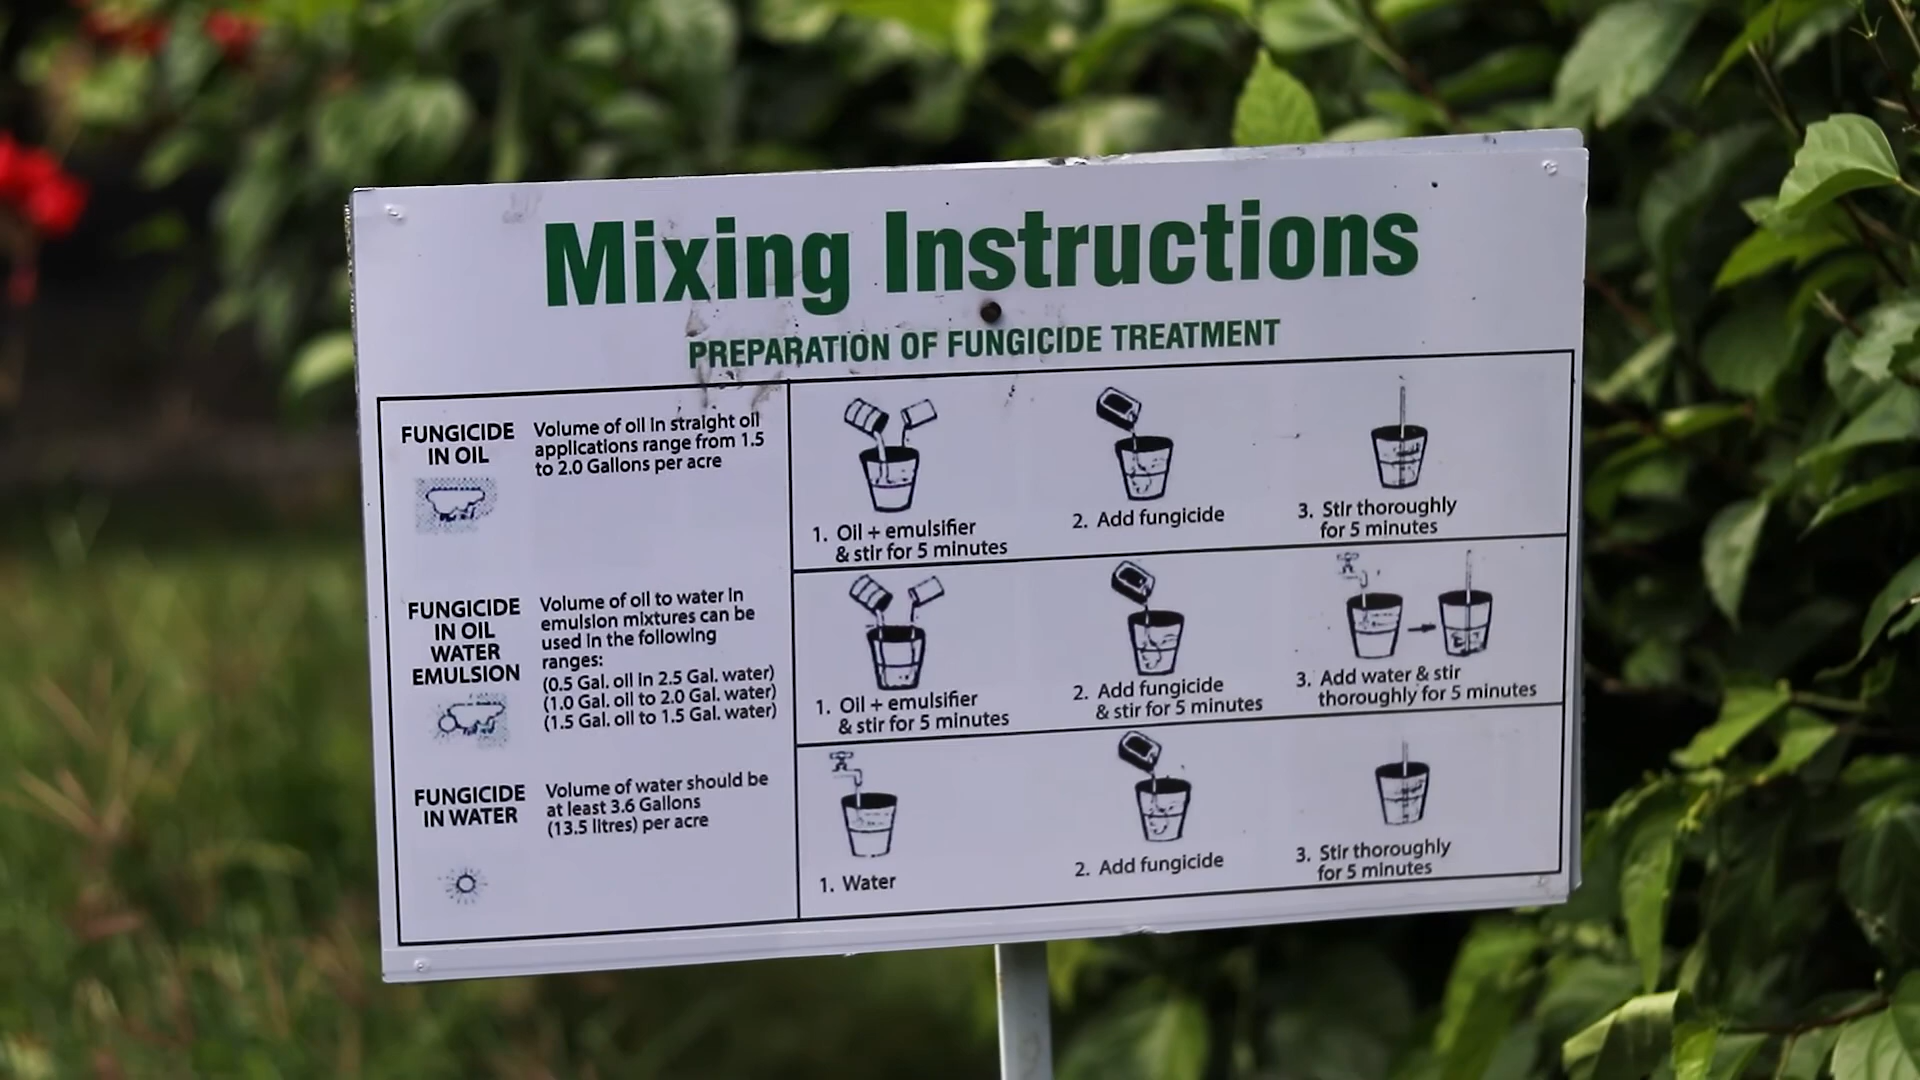 Mixing Instructions
PREPARATION OF FUNGICIDE TREATMENT
FUNGICIDE
IN OIL
Volume of oil in straight oil
applications range from 1.5
to 2.0 Gallons per acre
1. Oil + emulsifier
& stir for 5 minutes
2. Add fungicide
3. Stir thoroughly
for 5 minutes
FUNGICIDE
IN OIL
WATER
EMULSION
Volume of oil to water in
emulsion mixtures can be
used in the following
ranges:
(0.5 Gal. oil in 2.5 Gal. water)
(1.0 Gal. oil to 2.0 Gal. water)
(1.5 Gal. oil to 1.5 Gal. water)
1. Oil + emulsifier
& stir for 5 minutes
2. Add fungicide
& stir for 5 minutes
3. Add water & stir
thoroughly for 5 minutes
FUNGICIDE
IN WATER
Volume of water should be
at least 3.6 Gallons
(13.5 litres) per acre
1. Water
2. Add fungicide
3. Stir thoroughly
for 5 minutes